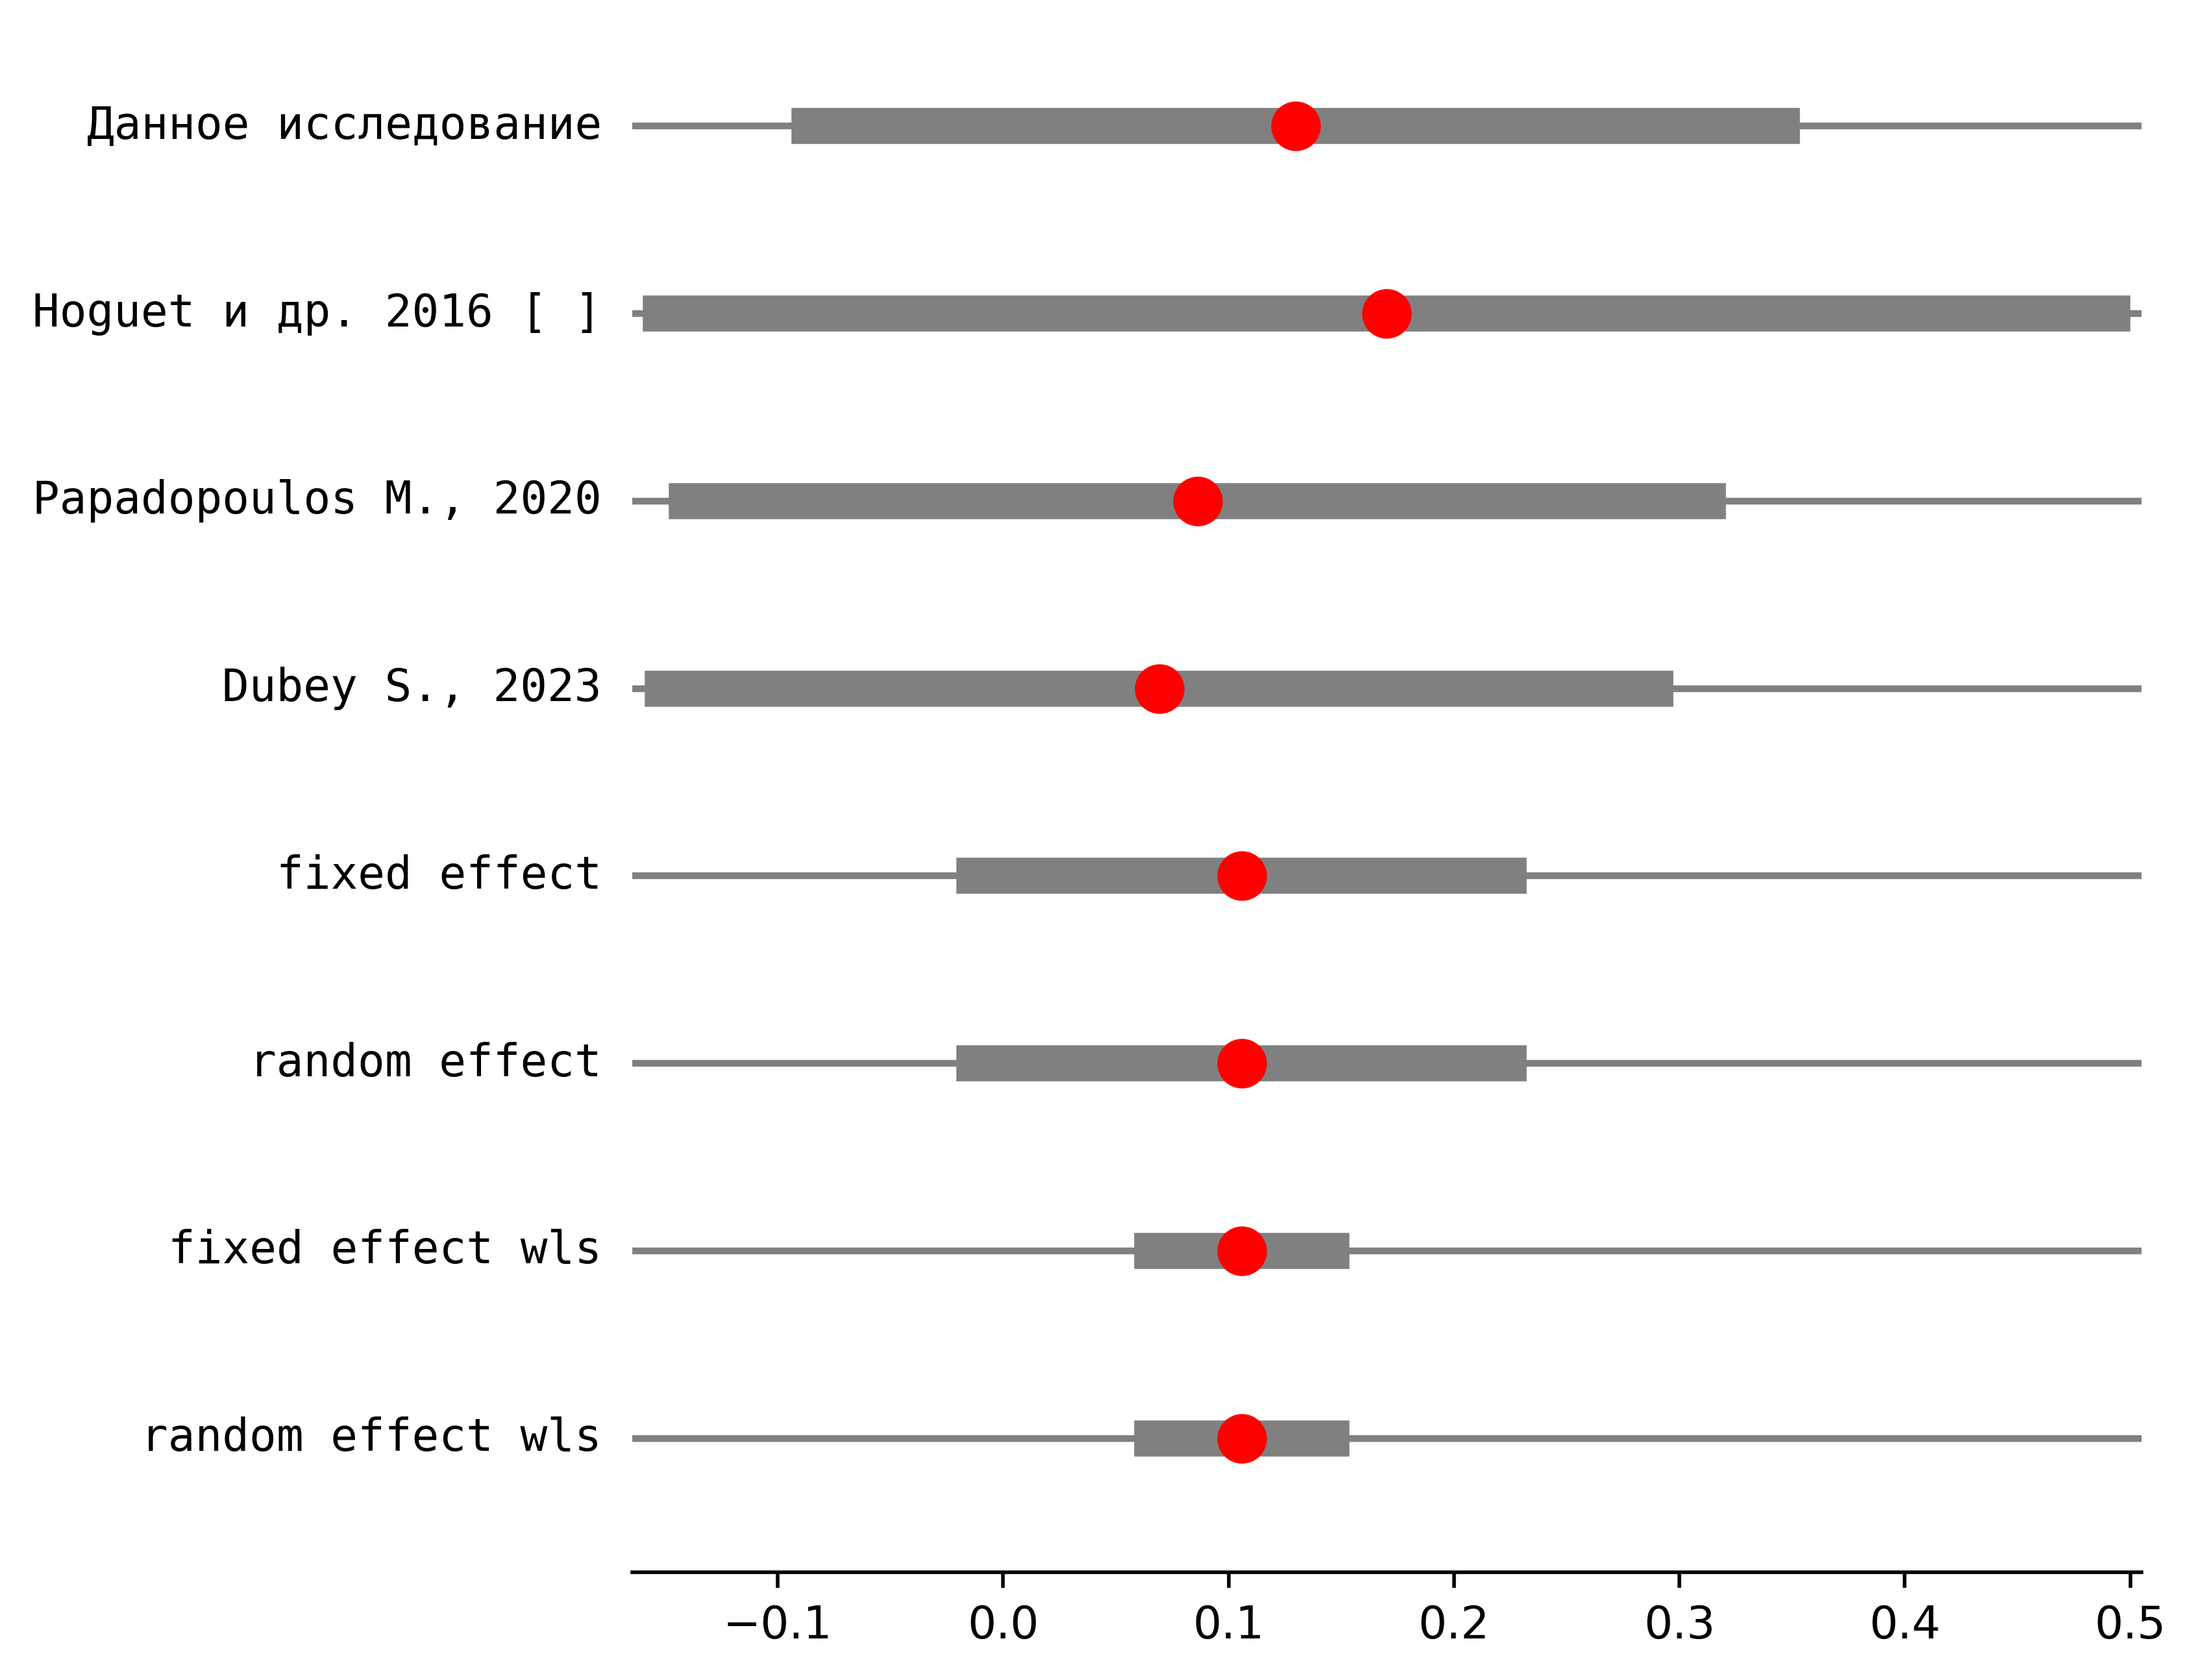 Данное исследование
Hoguet и др. 2016 [ ]
Papadopoulos M., 2020
Dubey S., 2023
fixed effect
random effect
fixed effect wls
random effect wls
−0.1 0.0 0.1 0.2 0.3 0.4 0.5